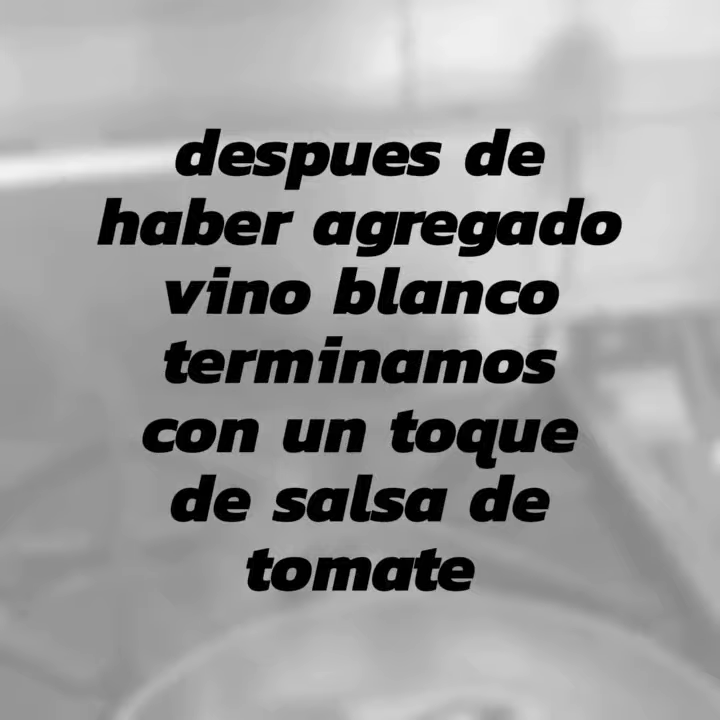 despues de
haber agregado
vino blanco
terminamos
con un toque
de salsa de
tomate